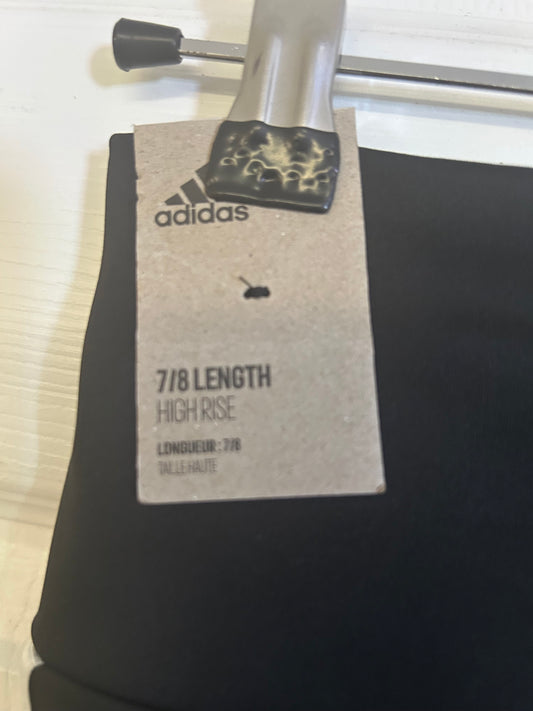 adidas
7/8 LENGTH
HIGH RISE
LONGUEUR : 7/8
TAILLE HAUTE